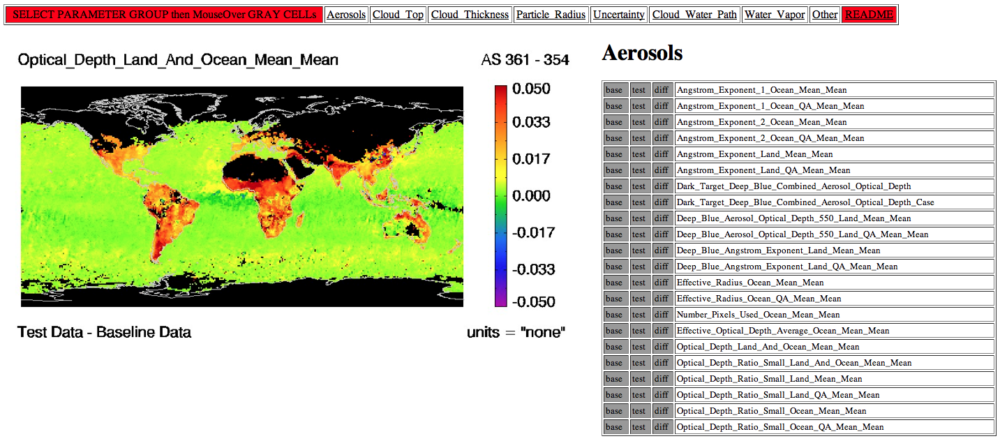 SELECT PARAMETER GROUP then MouseOver GRAY CELLs Aerosols Cloud_Top Cloud_Thickness Particle_Radius Uncertainty Cloud_Water_Path Water_Vapor Other README
Optical_Depth_Land_And_Ocean_Mean_Mean AS 361 - 354
0.050
0.033
0.017
0.000
-0.017
-0.033
-0.050
Test Data - Baseline Data units = "none"
Aerosols
base test diff Angstrom_Exponent_1_Ocean_Mean_Mean
base test diff Angstrom_Exponent_1_Ocean_QA_Mean_Mean
base test diff Angstrom_Exponent_2_Ocean_Mean_Mean
base test diff Angstrom_Exponent_2_Ocean_QA_Mean_Mean
base test diff Angstrom_Exponent_Land_Mean_Mean
base test diff Angstrom_Exponent_Land_QA_Mean_Mean
base test diff Dark_Target_Deep_Blue_Combined_Aerosol_Optical_Depth
base test diff Dark_Target_Deep_Blue_Combined_Aerosol_Optical_Depth_Case
base test diff Deep_Blue_Aerosol_Optical_Depth_550_Land_Mean_Mean
base test diff Deep_Blue_Aerosol_Optical_Depth_550_Land_QA_Mean_Mean
base test diff Deep_Blue_Angstrom_Exponent_Land_Mean_Mean
base test diff Deep_Blue_Angstrom_Exponent_Land_QA_Mean_Mean
base test diff Effective_Radius_Ocean_Mean_Mean
base test diff Effective_Radius_Ocean_QA_Mean_Mean
base test diff Number_Pixels_Used_Ocean_Mean_Mean
base test diff Effective_Optical_Depth_Average_Ocean_Mean_Mean
base test diff Optical_Depth_Land_And_Ocean_Mean_Mean
base test diff Optical_Depth_Ratio_Small_Land_And_Ocean_Mean_Mean
base test diff Optical_Depth_Ratio_Small_Land_Mean_Mean
base test diff Optical_Depth_Ratio_Small_Land_QA_Mean_Mean
base test diff Optical_Depth_Ratio_Small_Ocean_Mean_Mean
base test diff Optical_Depth_Ratio_Small_Ocean_QA_Mean_Mean